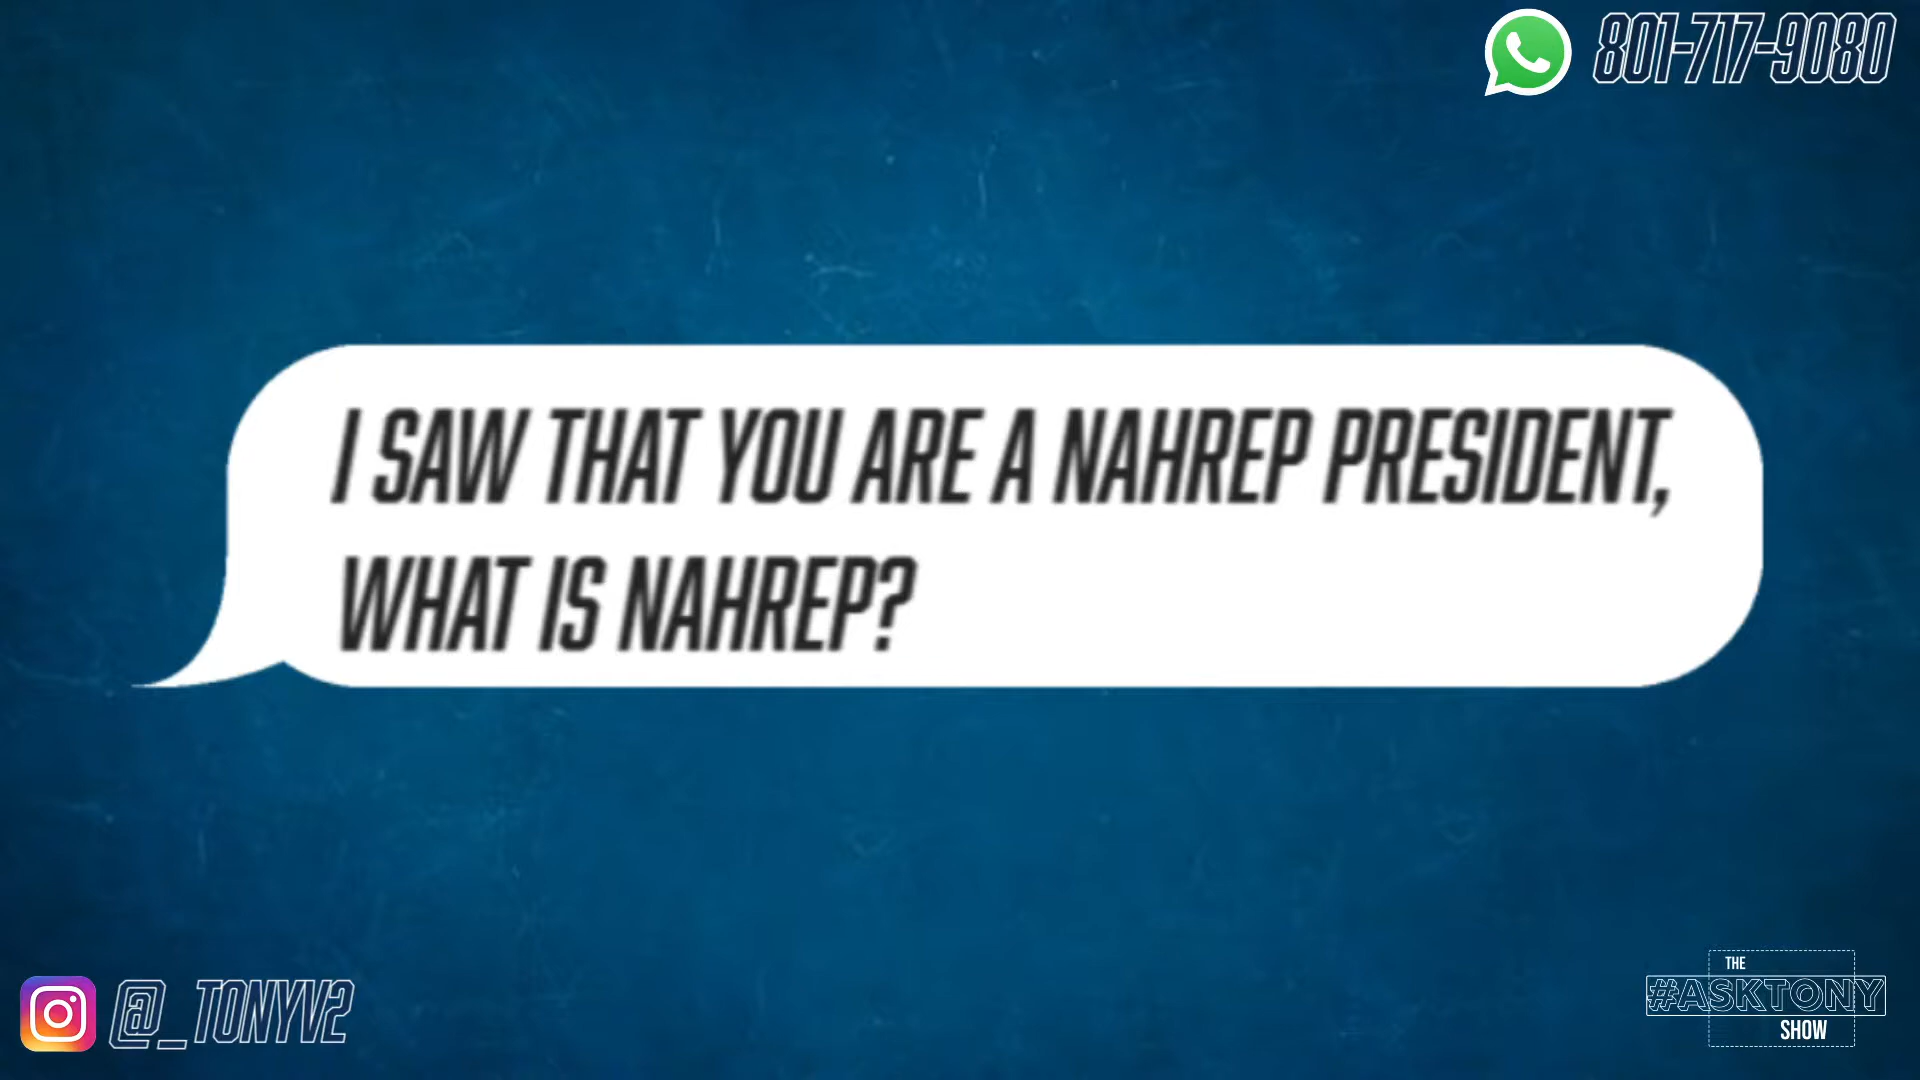 801-717-9080
I SAW THAT YOU ARE A NAHREP PRESIDENT,
WHAT IS NAHREP?
@_TONYV2
THE
#ASKTONY
SHOW